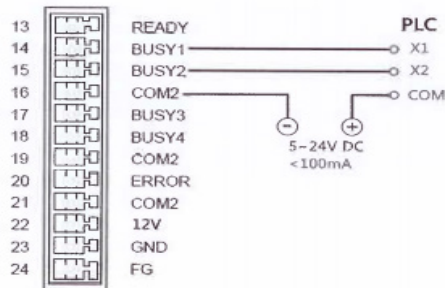 13 READY PLC
14 BUSY1 X1
15 BUSY2 X2
16 COM2 COM
17 BUSY3
18 BUSY4
5~24V DC
19 COM2
<100mA
20 ERROR
21 COM2
22 12V
23 GND
24 FG